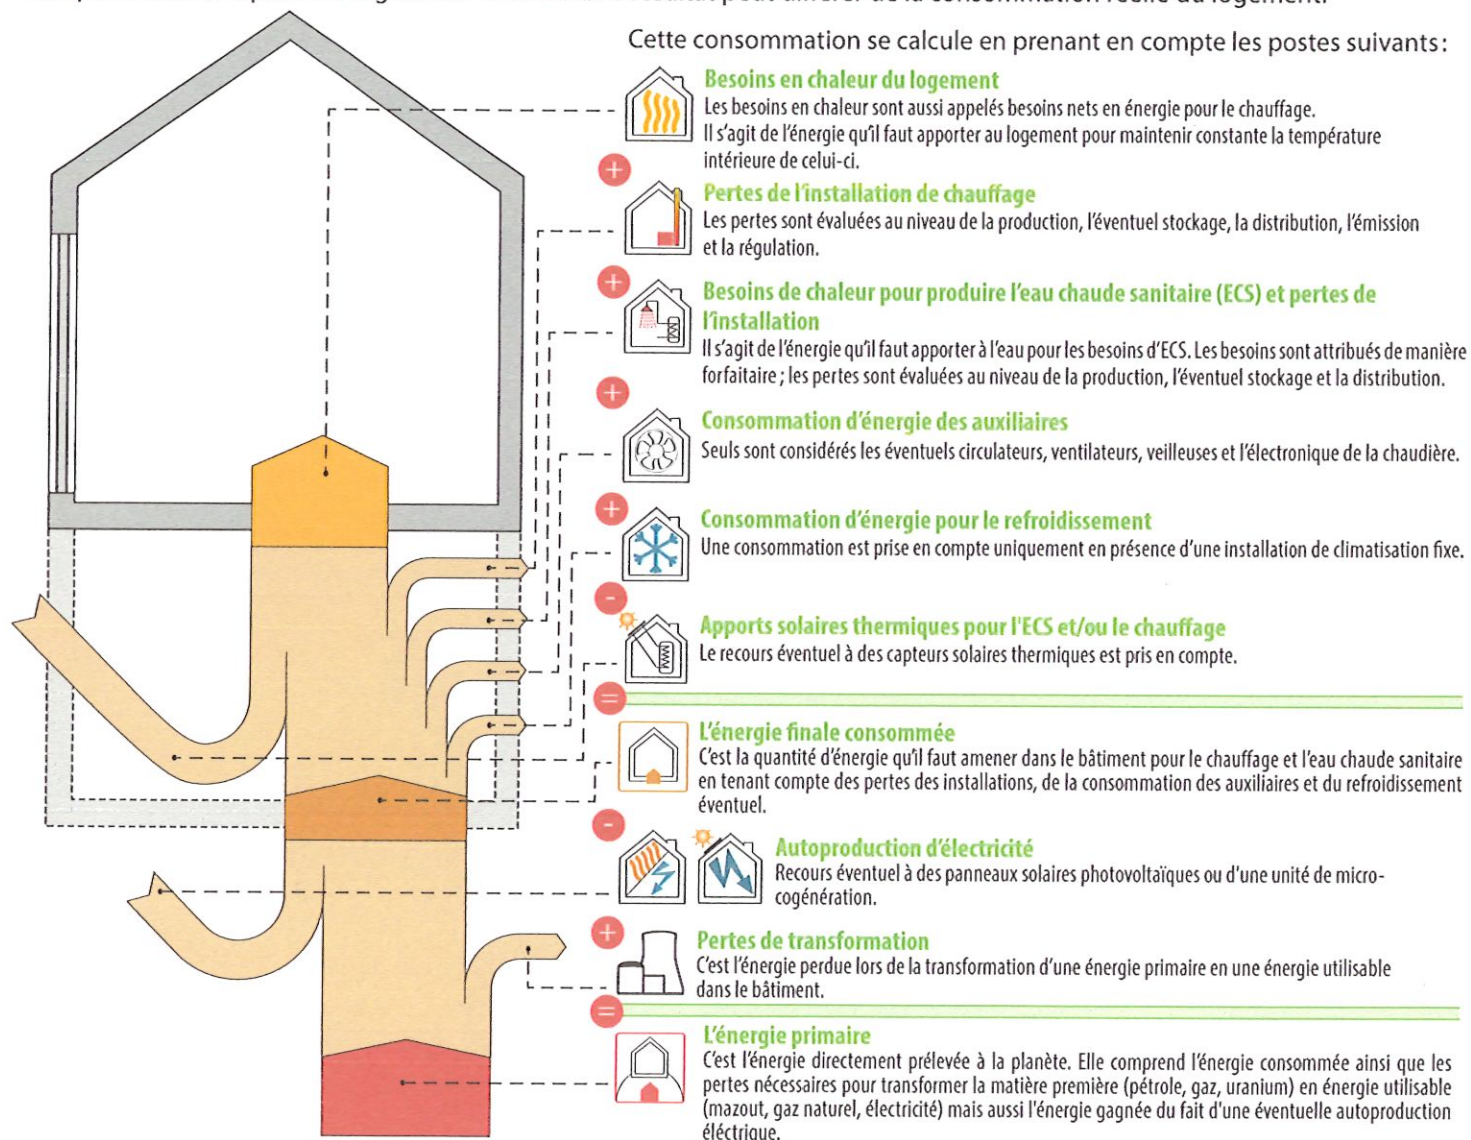 Cette consommation se calcule en prenant en compte les postes suivants :
Besoins en chaleur du logement
Les besoins en chaleur sont aussi appelés besoins nets en énergie pour le chauffage.
Il s'agit de l'énergie qu'il faut apporter au logement pour maintenir constante la température
intérieure de celui-ci.
+
Pertes de l'installation de chauffage
Les pertes sont évaluées au niveau de la production, l'éventuel stockage, la distribution, l'émission
et la régulation.
+
Besoins de chaleur pour produire l'eau chaude sanitaire (ECS) et pertes de
l'installation
Il s'agit de l'énergie qu'il faut apporter à l'eau pour les besoins d'ECS. Les besoins sont attribués de manière
forfaitaire ; les pertes sont évaluées au niveau de la production, l'éventuel stockage et la distribution.
+
Consommation d'énergie des auxiliaires
Seuls sont considérés les éventuels circulateurs, ventilateurs, veilleuses et l'électronique de la chaudière.
+
Consommation d'énergie pour le refroidissement
Une consommation est prise en compte uniquement en présence d'une installation de climatisation fixe.
-
Apports solaires thermiques pour l'ECS et/ou le chauffage
Le recours éventuel à des capteurs solaires thermiques est pris en compte.
=
L'énergie finale consommée
C'est la quantité d'énergie qu'il faut amener dans le bâtiment pour le chauffage et l'eau chaude sanitaire
en tenant compte des pertes des installations, de la consommation des auxiliaires et du refroidissement
éventuel.
-
Autoproduction d'électricité
Recours éventuel à des panneaux solaires photovoltaïques ou d'une unité de micro-
cogénération.
+
Pertes de transformation
C'est l'énergie perdue lors de la transformation d'une énergie primaire en une énergie utilisable
dans le bâtiment.
=
L'énergie primaire
C'est l'énergie directement prélevée à la planète. Elle comprend l'énergie consommée ainsi que les
pertes nécessaires pour transformer la matière première (pétrole, gaz, uranium) en énergie utilisable
(mazout, gaz naturel, électricité) mais aussi l'énergie gagnée du fait d'une éventuelle autoproduction
éléctrique.